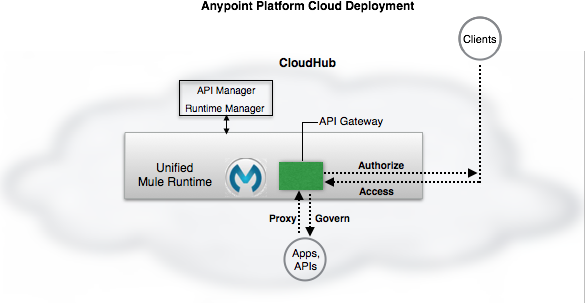 Anypoint Platform Cloud Deployment
Clients
CloudHub
API Manager
Runtime Manager
API Gateway
Unified
Mule Runtime
Authorize
Access
Proxy
Govern
Apps,
APIs